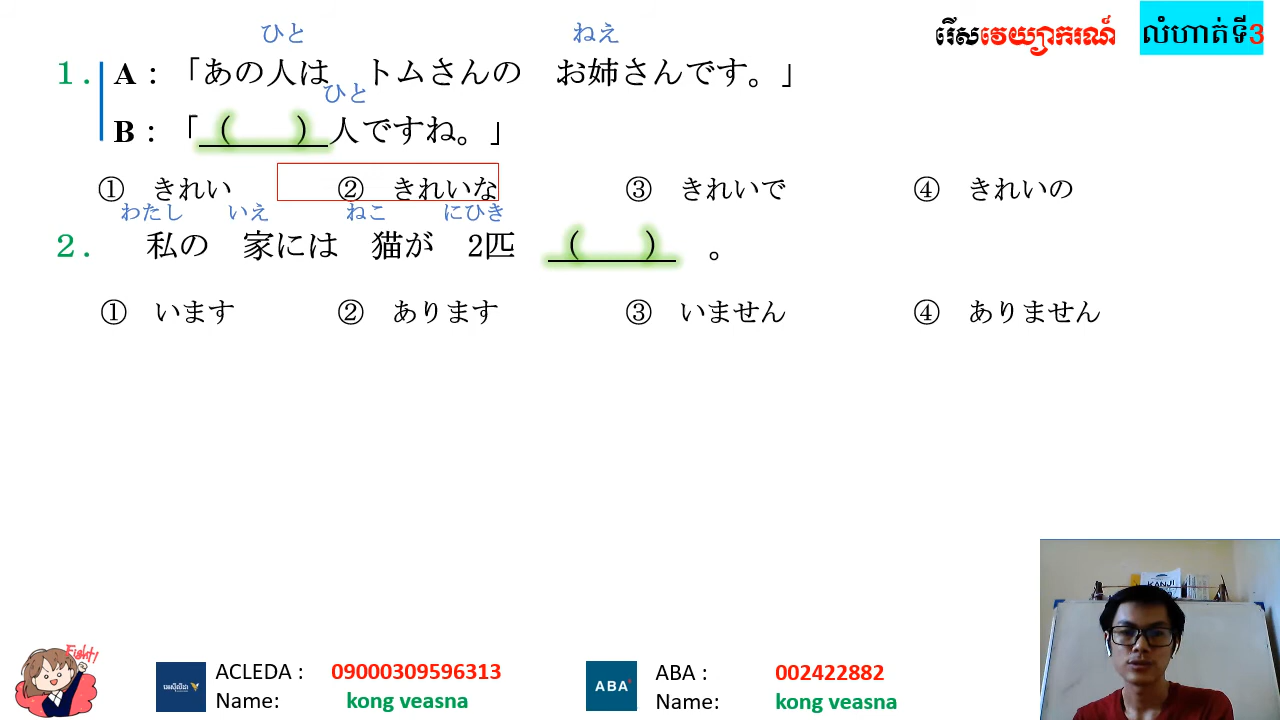 រើសវេយ្យាករណ៍ លំហាត់ទី3
ひと ねえ
1. A：「あの人は トムさんの お姉さんです。」
ひと
B：「( )人ですね。」
① きれい ② きれいな ③ きれいで ④ きれいの
わたし いえ ねこ にひき
2. 私の 家には 猫が 2匹 ( ) 。
① います ② あります ③ いません ④ ありません
KANJI
Fight!
ACLEDA : 09000309596313
Name: kong veasna
ABA
ABA : 002422882
Name: kong veasna